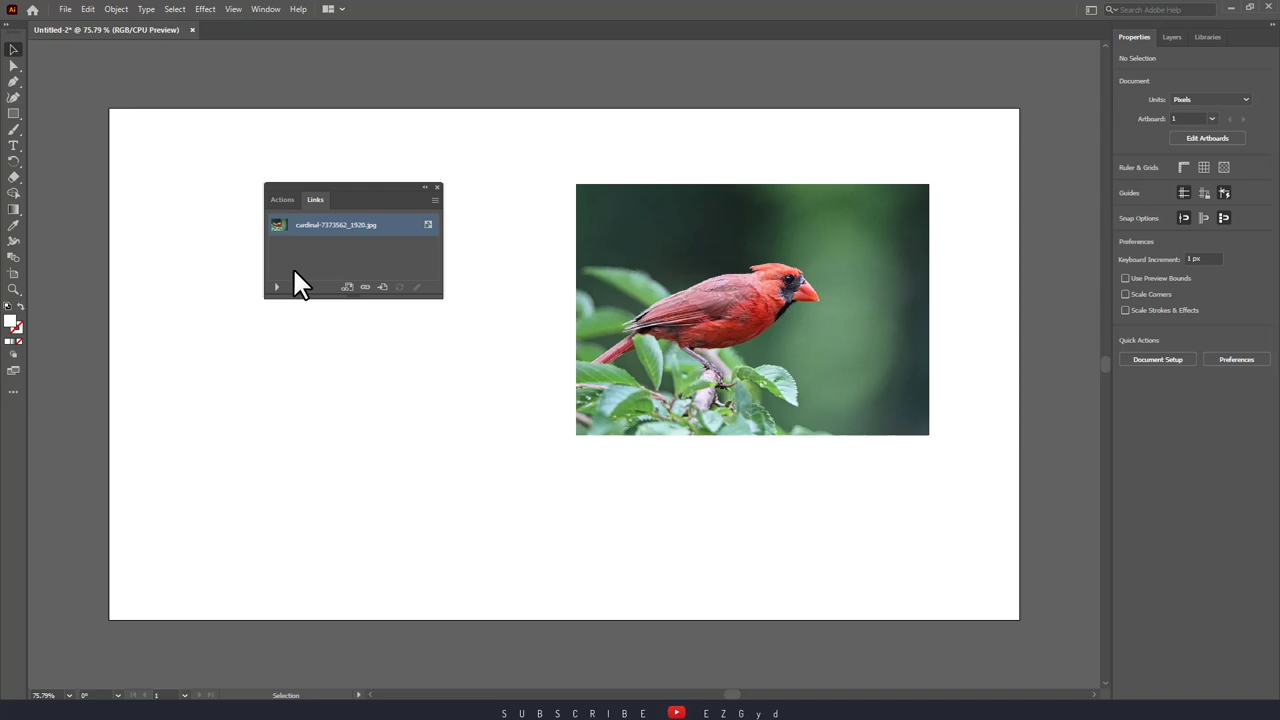 Ai File Edit Object Type Select Effect View Window Help Search Adobe Help
Untitled-2* @ 75.79 % (RGB/CPU Preview)
Properties Layers Libraries
No Selection
Document
Units: Pixels
Artboard: 1
Edit Artboards
Ruler & Grids
Guides
Snap Options
Preferences
Keyboard Increment: 1 px
Use Preview Bounds
Scale Corners
Scale Strokes & Effects
Quick Actions
Document Setup Preferences
Actions Links
cardinal-7373562_1920.jpg
75.79% 0° 1 Selection
SUBSCRIBE EZGyd